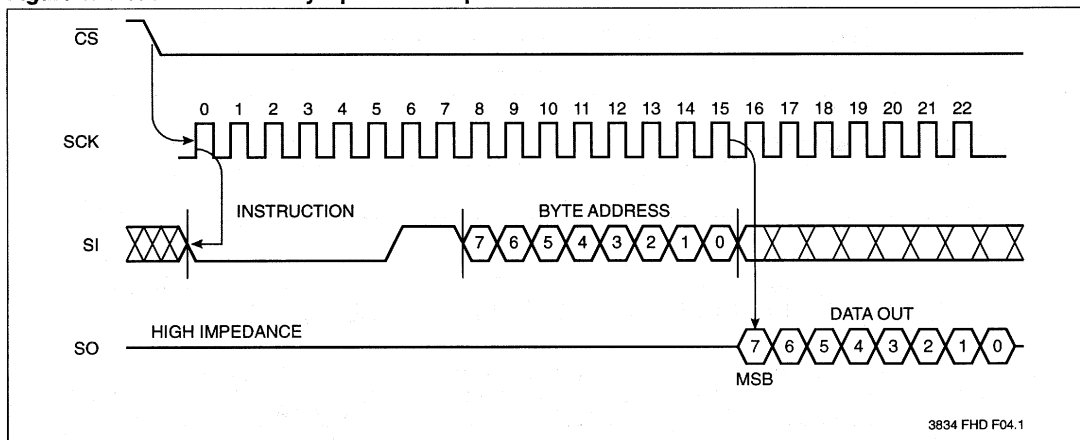 CS
0 1 2 3 4 5 6 7 8 9 10 11 12 13 14 15 16 17 18 19 20 21 22
SCK
INSTRUCTION BYTE ADDRESS
SI 7 6 5 4 3 2 1 0
HIGH IMPEDANCE DATA OUT
SO 7 6 5 4 3 2 1 0
MSB
3834 FHD F04.1